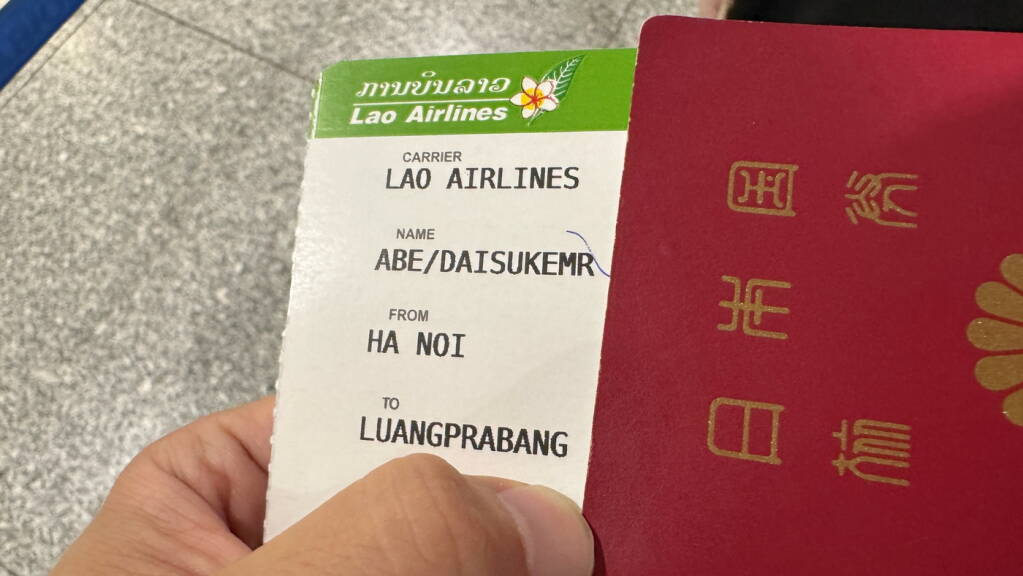 ການບິນລາວ
Lao Airlines
CARRIER
LAO AIRLINES
NAME
ABE/DAISUKEMR
FROM
HA NOI
TO
LUANGPRABANG
日本国
旅券